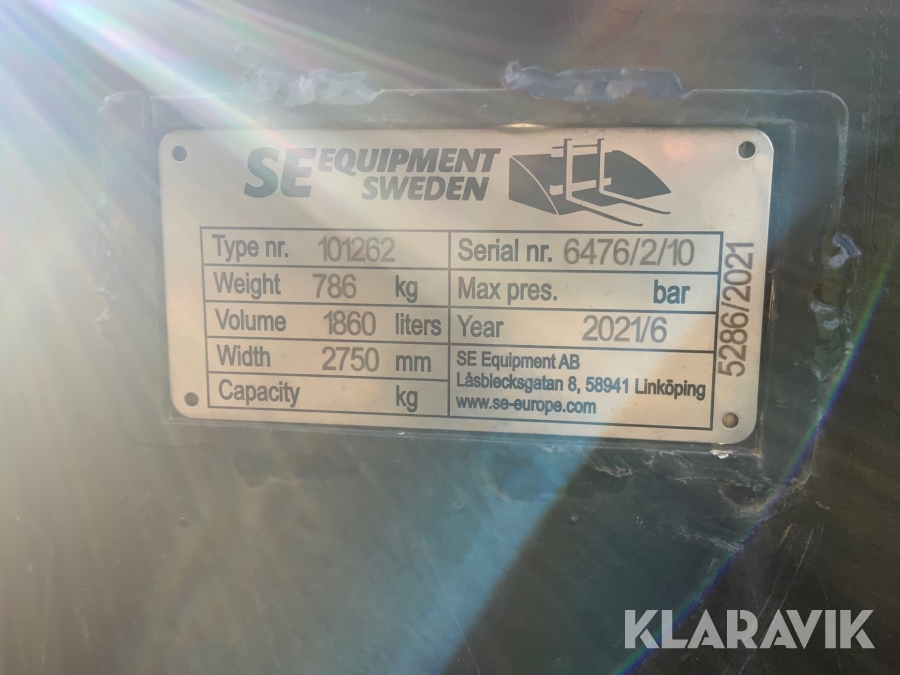 SE EQUIPMENT
SWEDEN
Type nr. 101262
Weight 786 kg
Volume 1860 liters
Width 2750 mm
Capacity kg
Serial nr. 6476/2/10
Max pres. bar
Year 2021/6
SE Equipment AB
Låsblecksgatan 8, 58941 Linköping
www.se-europe.com
5286/2021
KLARAVIK